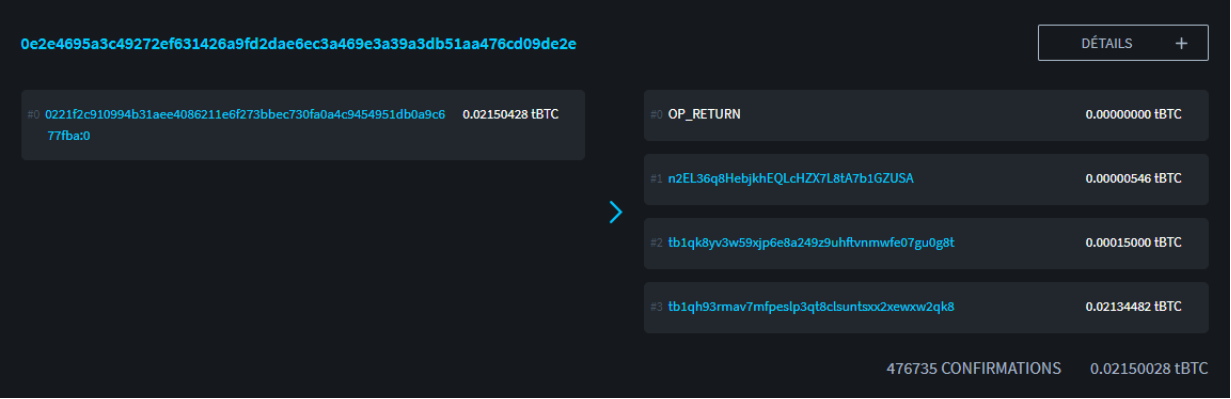 0e2e4695a3c49272ef631426a9fd2dae6ec3a469e3a39a3db51aa476cd09de2e
DÉTAILS +
#0 0221f2c910994b31aee4086211e6f273bbec730fa0a4c9454951db0a9c6 0.02150428 tBTC
77fba:0
#0 OP_RETURN 0.00000000 tBTC
#1 n2EL36q8HebjkhEQLcHZX7L8tA7b1GZUSA 0.00000546 tBTC
#2 tb1qk8yv3w59xjp6e8a249z9uhftvnmwfe07gu0g8t 0.00015000 tBTC
#3 tb1qh93rmav7mfpeslp3qt8clsuntsxx2xewxw2qk8 0.02134482 tBTC
476735 CONFIRMATIONS 0.02150028 tBTC